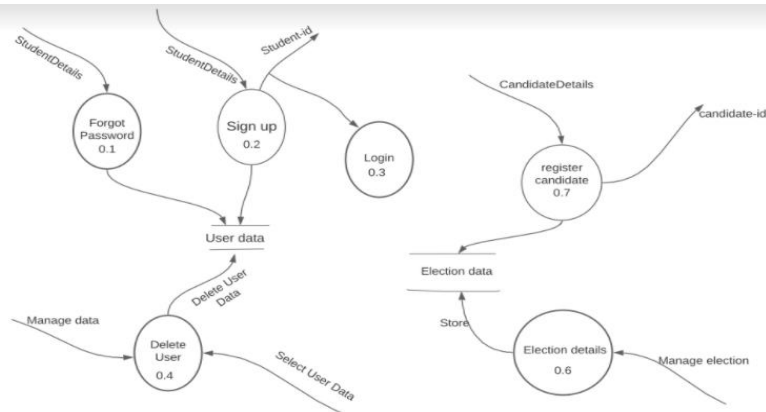 StudentDetails
StudentDetails
Student-id
CandidateDetails
candidate-id
Forgot
Password
0.1
Sign up
0.2
Login
0.3
register
candidate
0.7
User data
Election data
Delete User
Data
Manage data
Store
Delete
User
0.4
Select User Data
Election details
0.6
Manage election